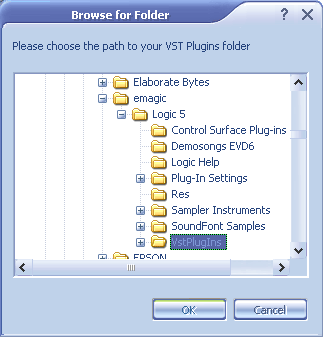 Browse for Folder
Please choose the path to your VST Plugins folder
Elaborate Bytes
emagic
Logic 5
Control Surface Plug-ins
Demosongs EVD6
Logic Help
Plug-In Settings
Res
Sampler Instruments
SoundFont Samples
VstPlugIns
EPSON
OK
Cancel